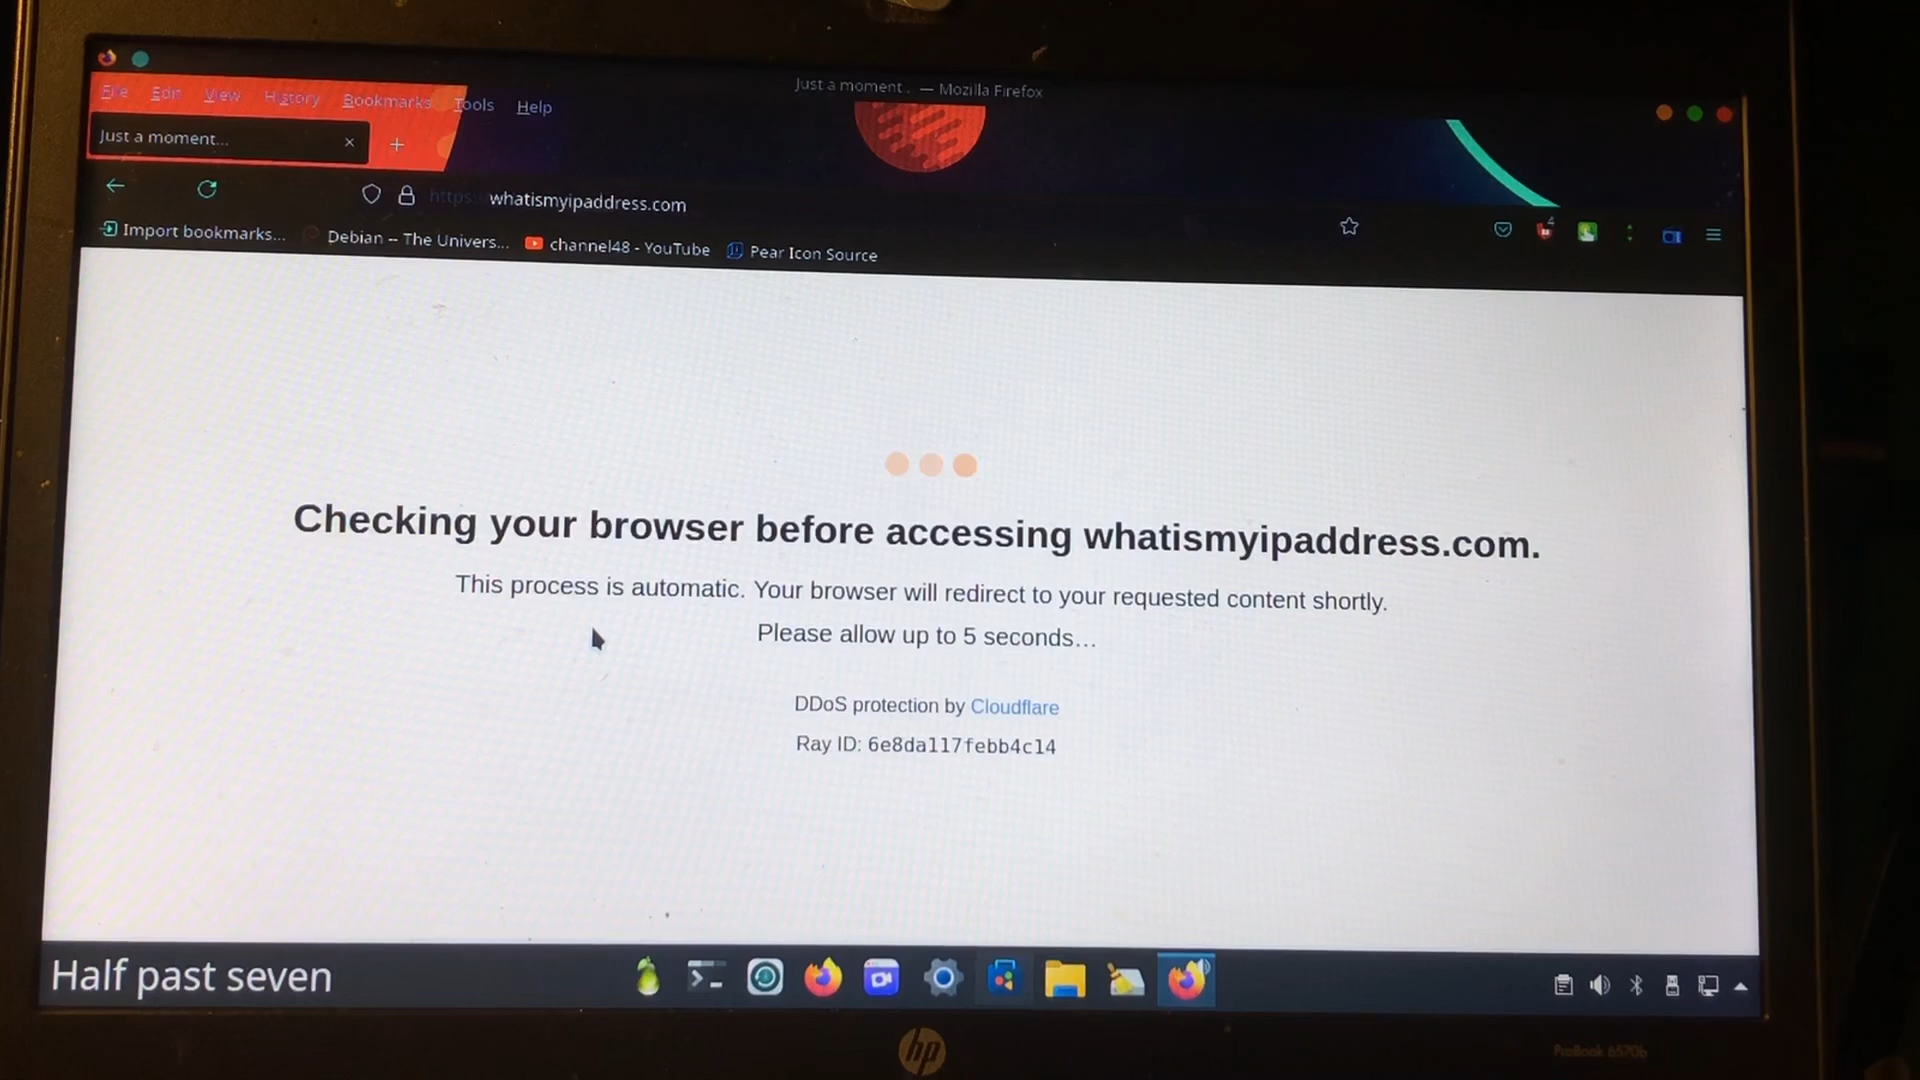 Just a moment... — Mozilla Firefox
File Edit View History Bookmarks Tools Help
Just a moment...
https:// whatismyipaddress.com
4
Import bookmarks... Debian -- The Univers... channel48 - YouTube Pear Icon Source
Checking your browser before accessing whatismyipaddress.com.
This process is automatic. Your browser will redirect to your requested content shortly.
Please allow up to 5 seconds...
DDoS protection by Cloudflare
Ray ID: 6e8da117febb4c14
Half past seven
hp
ProBook 6570b